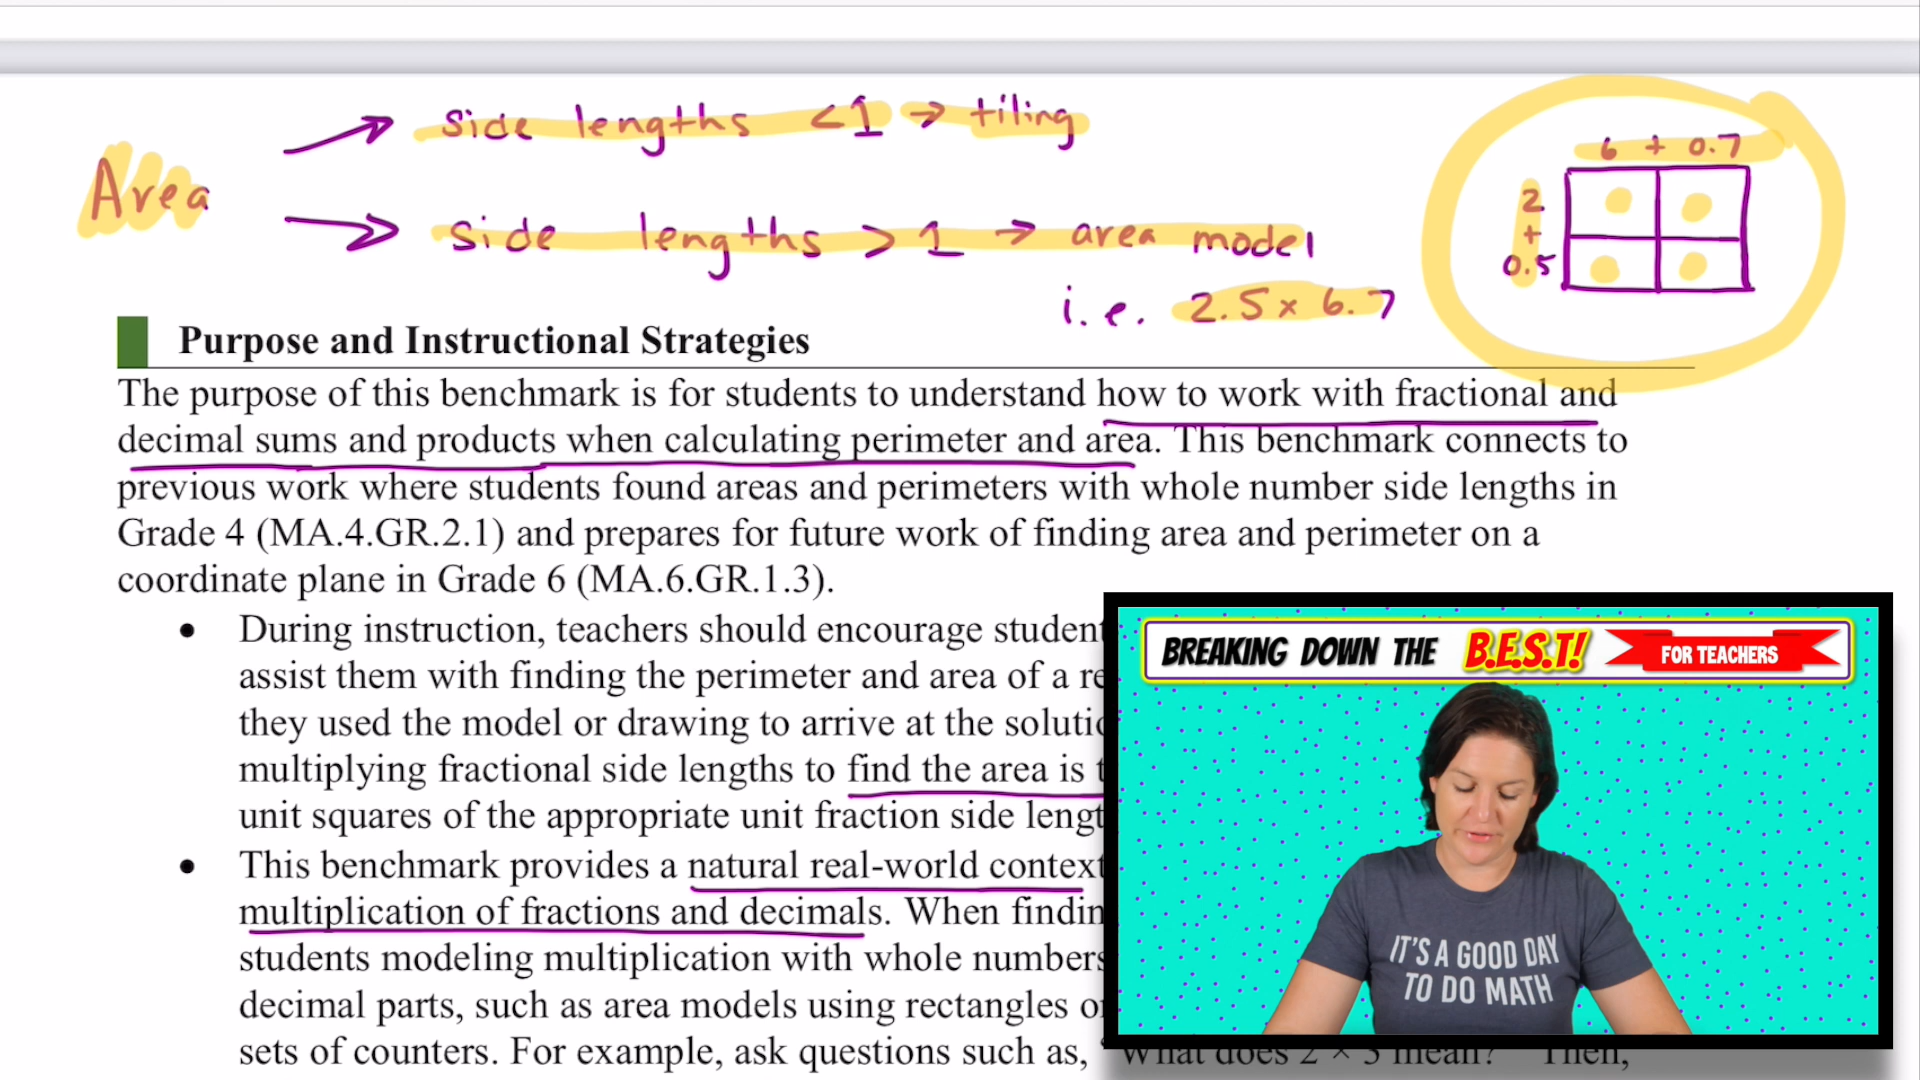 Area
side lengths <1 → tiling
side lengths > 1 → area model
i.e. 2.5 x 6.7
6 + 0.7
2
+
0.5
Purpose and Instructional Strategies
The purpose of this benchmark is for students to understand how to work with fractional and
decimal sums and products when calculating perimeter and area. This benchmark connects to
previous work where students found areas and perimeters with whole number side lengths in
Grade 4 (MA.4.GR.2.1) and prepares for future work of finding area and perimeter on a
coordinate plane in Grade 6 (MA.6.GR.1.3).
• During instruction, teachers should encourage student
assist them with finding the perimeter and area of a re
they used the model or drawing to arrive at the solutio
multiplying fractional side lengths to find the area is t
unit squares of the appropriate unit fraction side lengt
• This benchmark provides a natural real-world context
multiplication of fractions and decimals. When findin
students modeling multiplication with whole numbers
decimal parts, such as area models using rectangles o
sets of counters. For example, ask questions such as, “What does 2 × 3 mean?” Then,
BREAKING DOWN THE B.E.S.T! FOR TEACHERS
IT'S A GOOD DAY
TO DO MATH